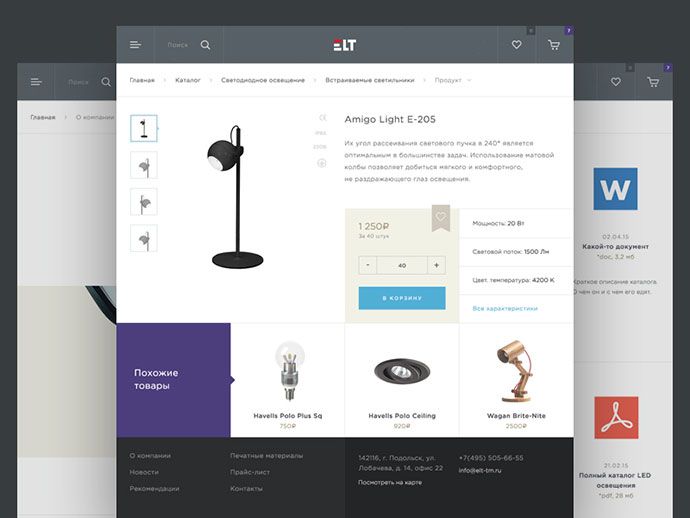 Поиск
ELT
0
7
Главная
Каталог
Светодиодное освещение
Встраиваемые светильники
Продукт
Amigo Light E-205
Их угол рассеивания светового пучка в 240° является
оптимальным в большинстве задач. Использование матовой
колбы позволяет добиться мягкого и комфортного,
не раздражающего глаз освещения.
IP65
220V
1 250₽
За 40 штук
- 40 +
В КОРЗИНУ
Мощность: 20 Вт
Световой поток: 1500 Лм
Цвет. температура: 4200 К
Все характеристики
Похожие
товары
Havells Polo Plus Sq
750₽
Havells Polo Ceiling
920₽
Wagan Brite-Nite
2500₽
О компании
Новости
Рекомендации
Печатные материалы
Прайс-лист
Контакты
142116, г. Подольск, ул.
Лобачева, д. 14, офис 22
Посмотреть на карте
+7(495) 505-66-55
info@elt-tm.ru
Поиск
Главная
О компании
0
7
W
02.04.15
Какой-то документ
*doc, 3,2 мб
Краткое описание каталога
О чем он и с чем его едят.
21.02.15
Полный каталог LED
освещения
*pdf, 28 мб